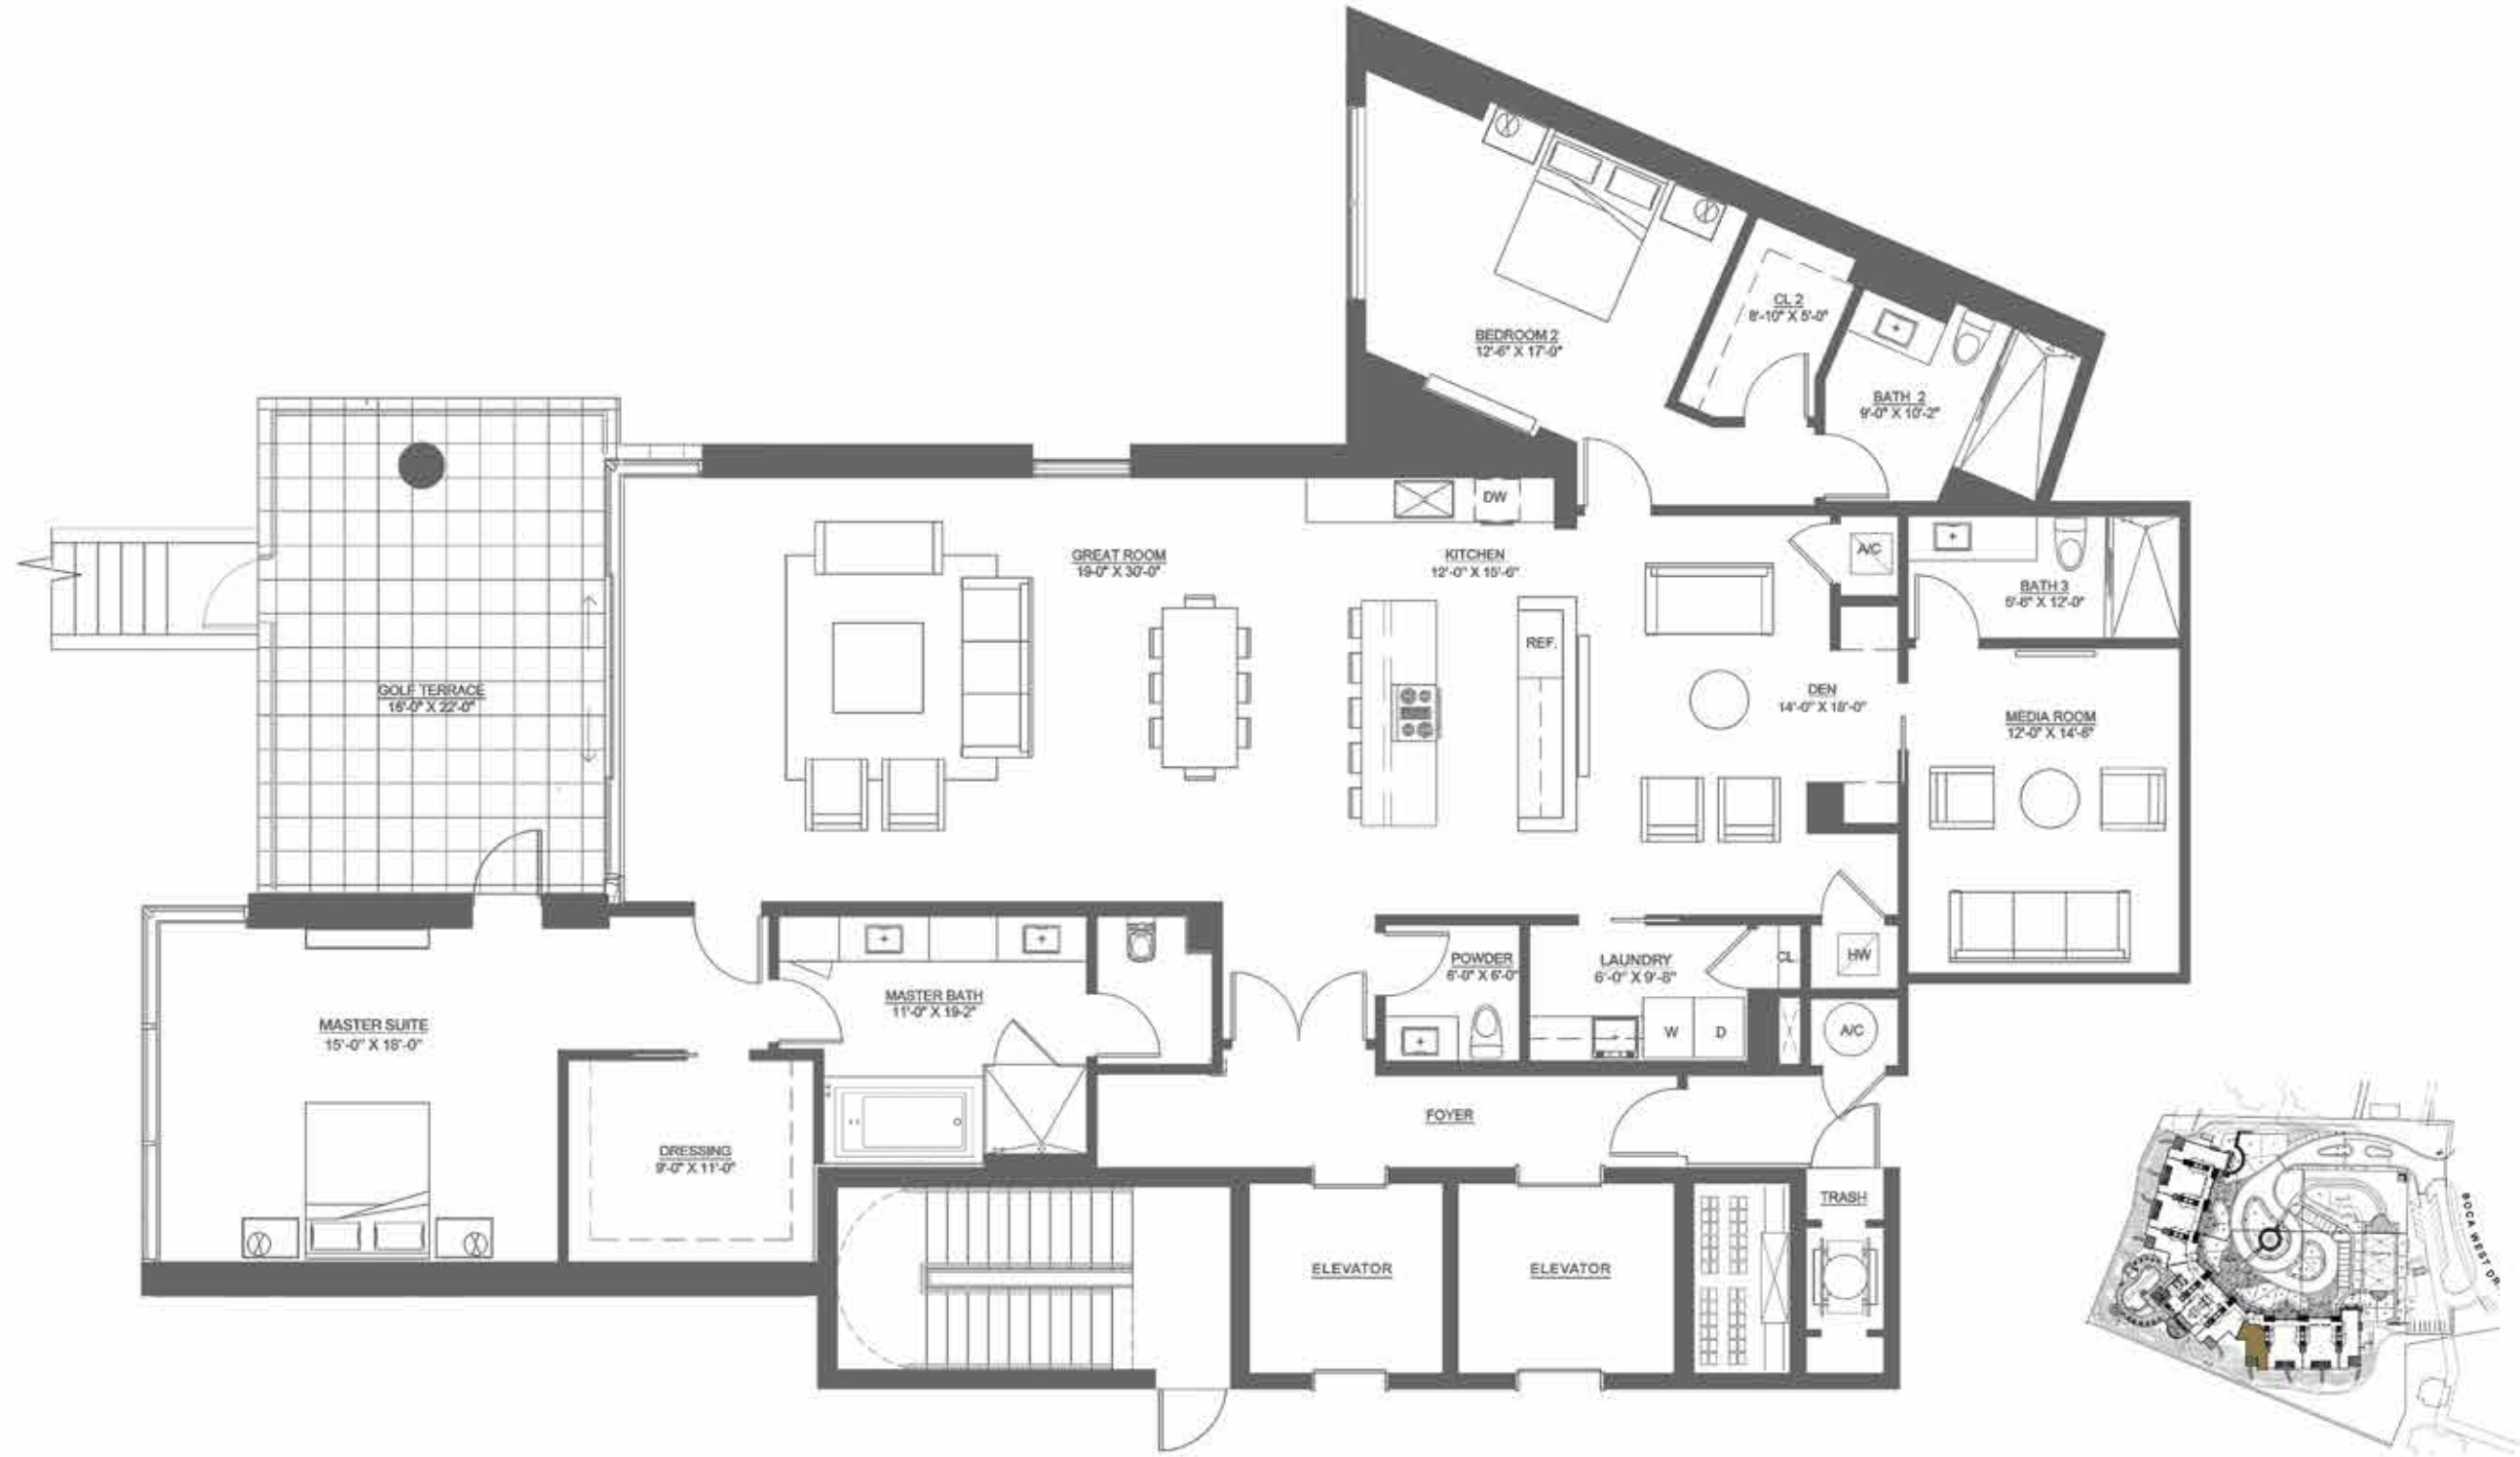 BEDROOM 2
12'-6" X 17'-0"
CL 2
8'-10" X 5'-0"
BATH 2
9'-0" X 10'-2"
DW
GREAT ROOM
19-0" X 30'-0"
KITCHEN
12'-0" X 15'-6"
A/C
BATH 3
5'-6" X 12'-0"
REF.
GOLF TERRACE
16'-0" X 22'-0"
DEN
14'-0" X 18'-0"
MEDIA ROOM
12'-0" X 14'-6"
POWDER
6'-0" X 6'-0"
LAUNDRY
6'-0" X 9'-8"
CL
HW
MASTER BATH
11'-0" X 19-2"
MASTER SUITE
15'-0" X 18'-0"
W
D
A/C
FOYER
DRESSING
9'-0" X 11'-0"
TRASH
ELEVATOR
ELEVATOR
BOCA WEST DR.